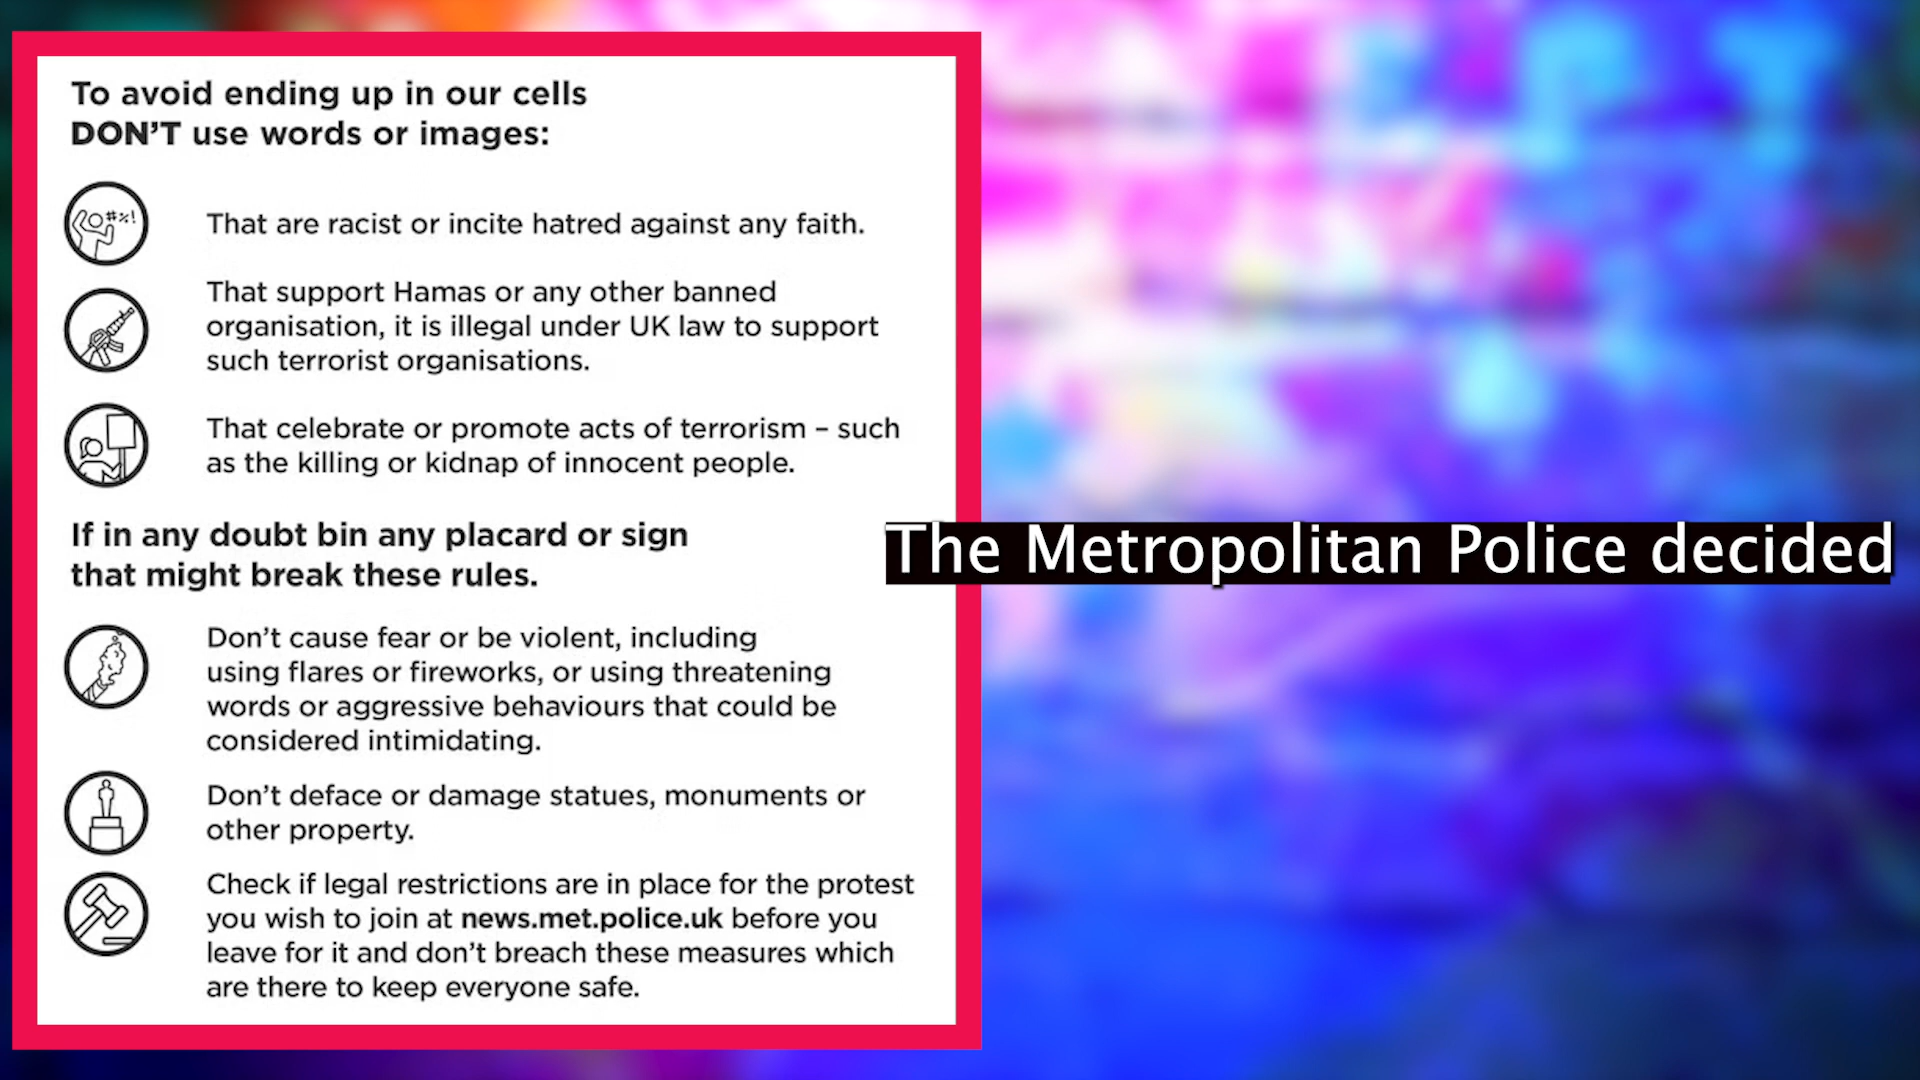 To avoid ending up in our cells
DON'T use words or images:
#%!
That are racist or incite hatred against any faith.
That support Hamas or any other banned
organisation, it is illegal under UK law to support
such terrorist organisations.
That celebrate or promote acts of terrorism – such
as the killing or kidnap of innocent people.
If in any doubt bin any placard or sign
that might break these rules.
The Metropolitan Police decided
Don't cause fear or be violent, including
using flares or fireworks, or using threatening
words or aggressive behaviours that could be
considered intimidating.
Don't deface or damage statues, monuments or
other property.
Check if legal restrictions are in place for the protest
you wish to join at news.met.police.uk before you
leave for it and don't breach these measures which
are there to keep everyone safe.